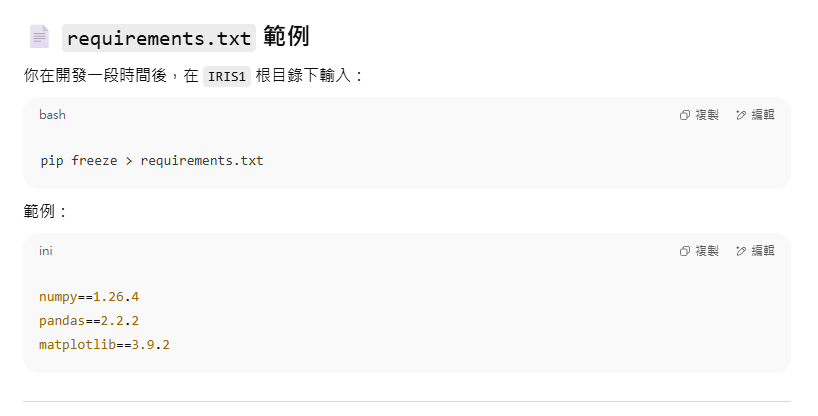 requirements.txt 範例
你在開發一段時間後，在 IRIS1 根目錄下輸入：
bash
複製
編輯
pip freeze > requirements.txt
範例：
ini
複製
編輯
numpy==1.26.4
pandas==2.2.2
matplotlib==3.9.2